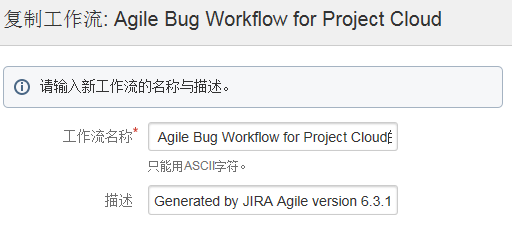 复制工作流: Agile Bug Workflow for Project Cloud
请输入新工作流的名称与描述。
工作流名称* Agile Bug Workflow for Project Cloud
只能用ASCII字符。
描述 Generated by JIRA Agile version 6.3.1